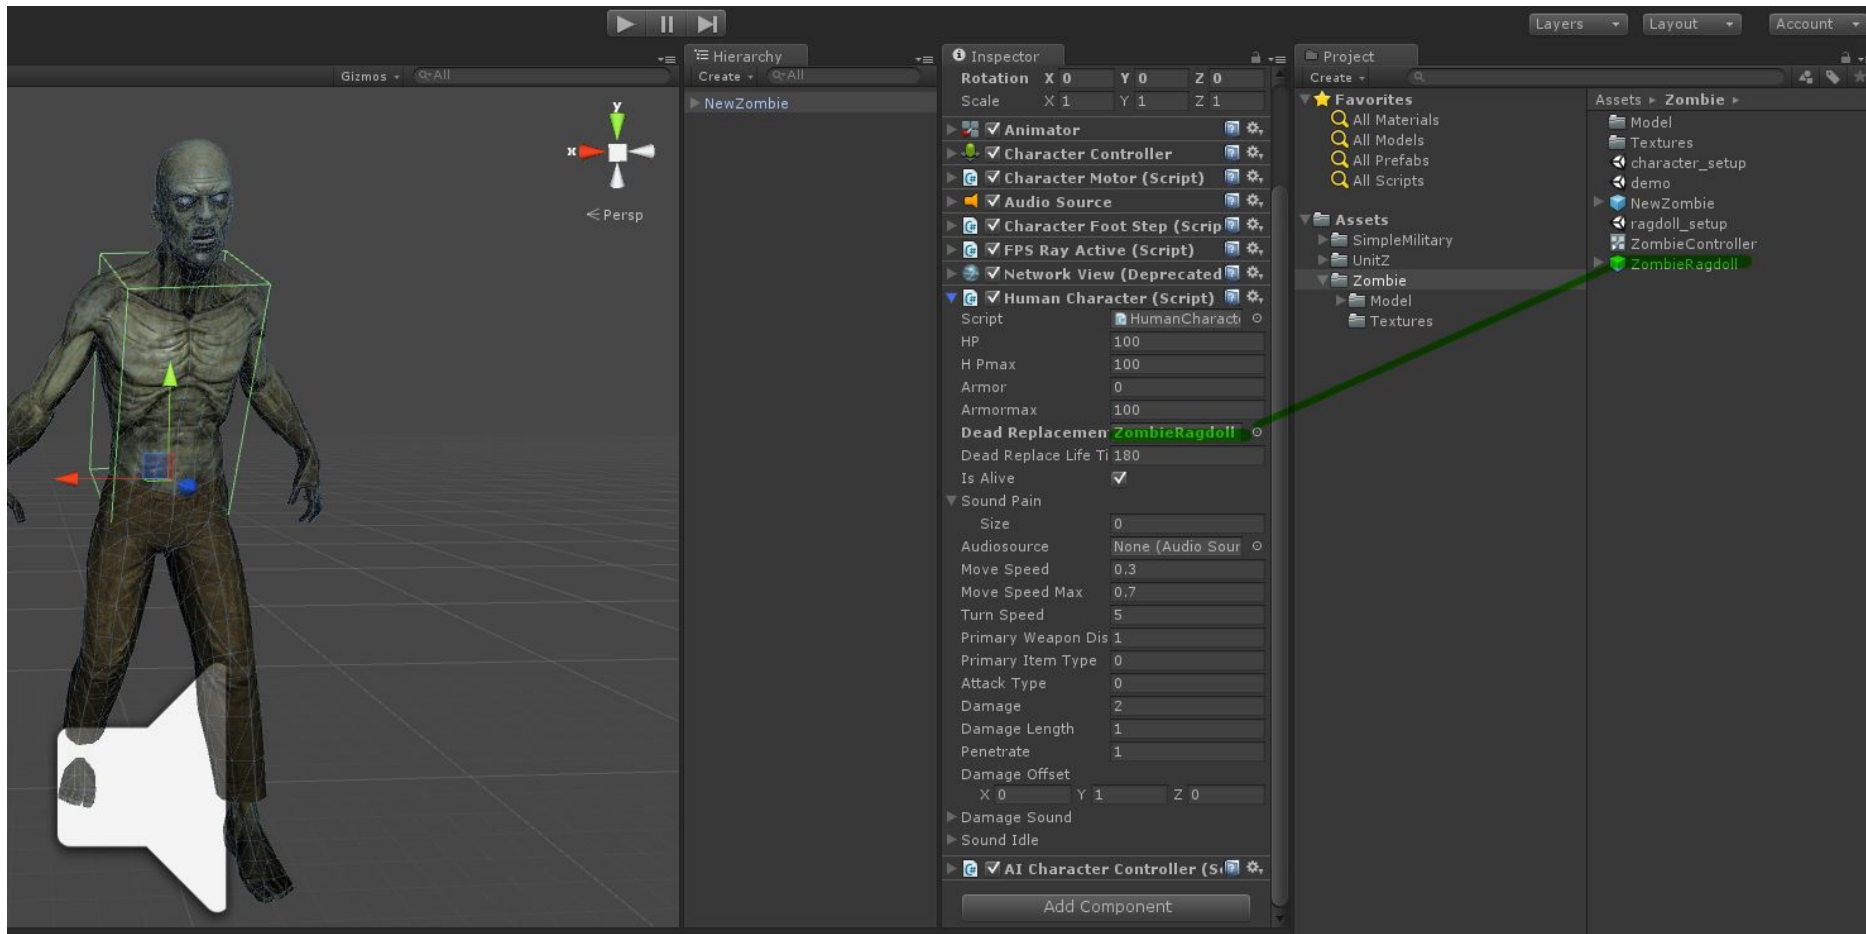 Layers
Layout
Account
Gizmos
All
y
x
Persp
Hierarchy
Create
All
NewZombie
Inspector
Rotation X 0 Y 0 Z 0
Scale X 1 Y 1 Z 1
Animator
Character Controller
Character Motor (Script)
Audio Source
Character Foot Step (Scrip
FPS Ray Active (Script)
Network View (Deprecated
Human Character (Script)
Script HumanCharacte
HP 100
H Pmax 100
Armor 0
Armormax 100
Dead Replacemen ZombieRagdoll
Dead Replace Life Ti 180
Is Alive
Sound Pain
Size 0
Audiosource None (Audio Sour
Move Speed 0.3
Move Speed Max 0.7
Turn Speed 5
Primary Weapon Dis 1
Primary Item Type 0
Attack Type 0
Damage 2
Damage Length 1
Penetrate 1
Damage Offset
X 0 Y 1 Z 0
Damage Sound
Sound Idle
AI Character Controller (S
Add Component
Project
Create
Favorites
All Materials
All Models
All Prefabs
All Scripts
Assets
SimpleMilitary
UnitZ
Zombie
Model
Textures
Assets ▸ Zombie ▸
Model
Textures
character_setup
demo
NewZombie
ragdoll_setup
ZombieController
ZombieRagdoll